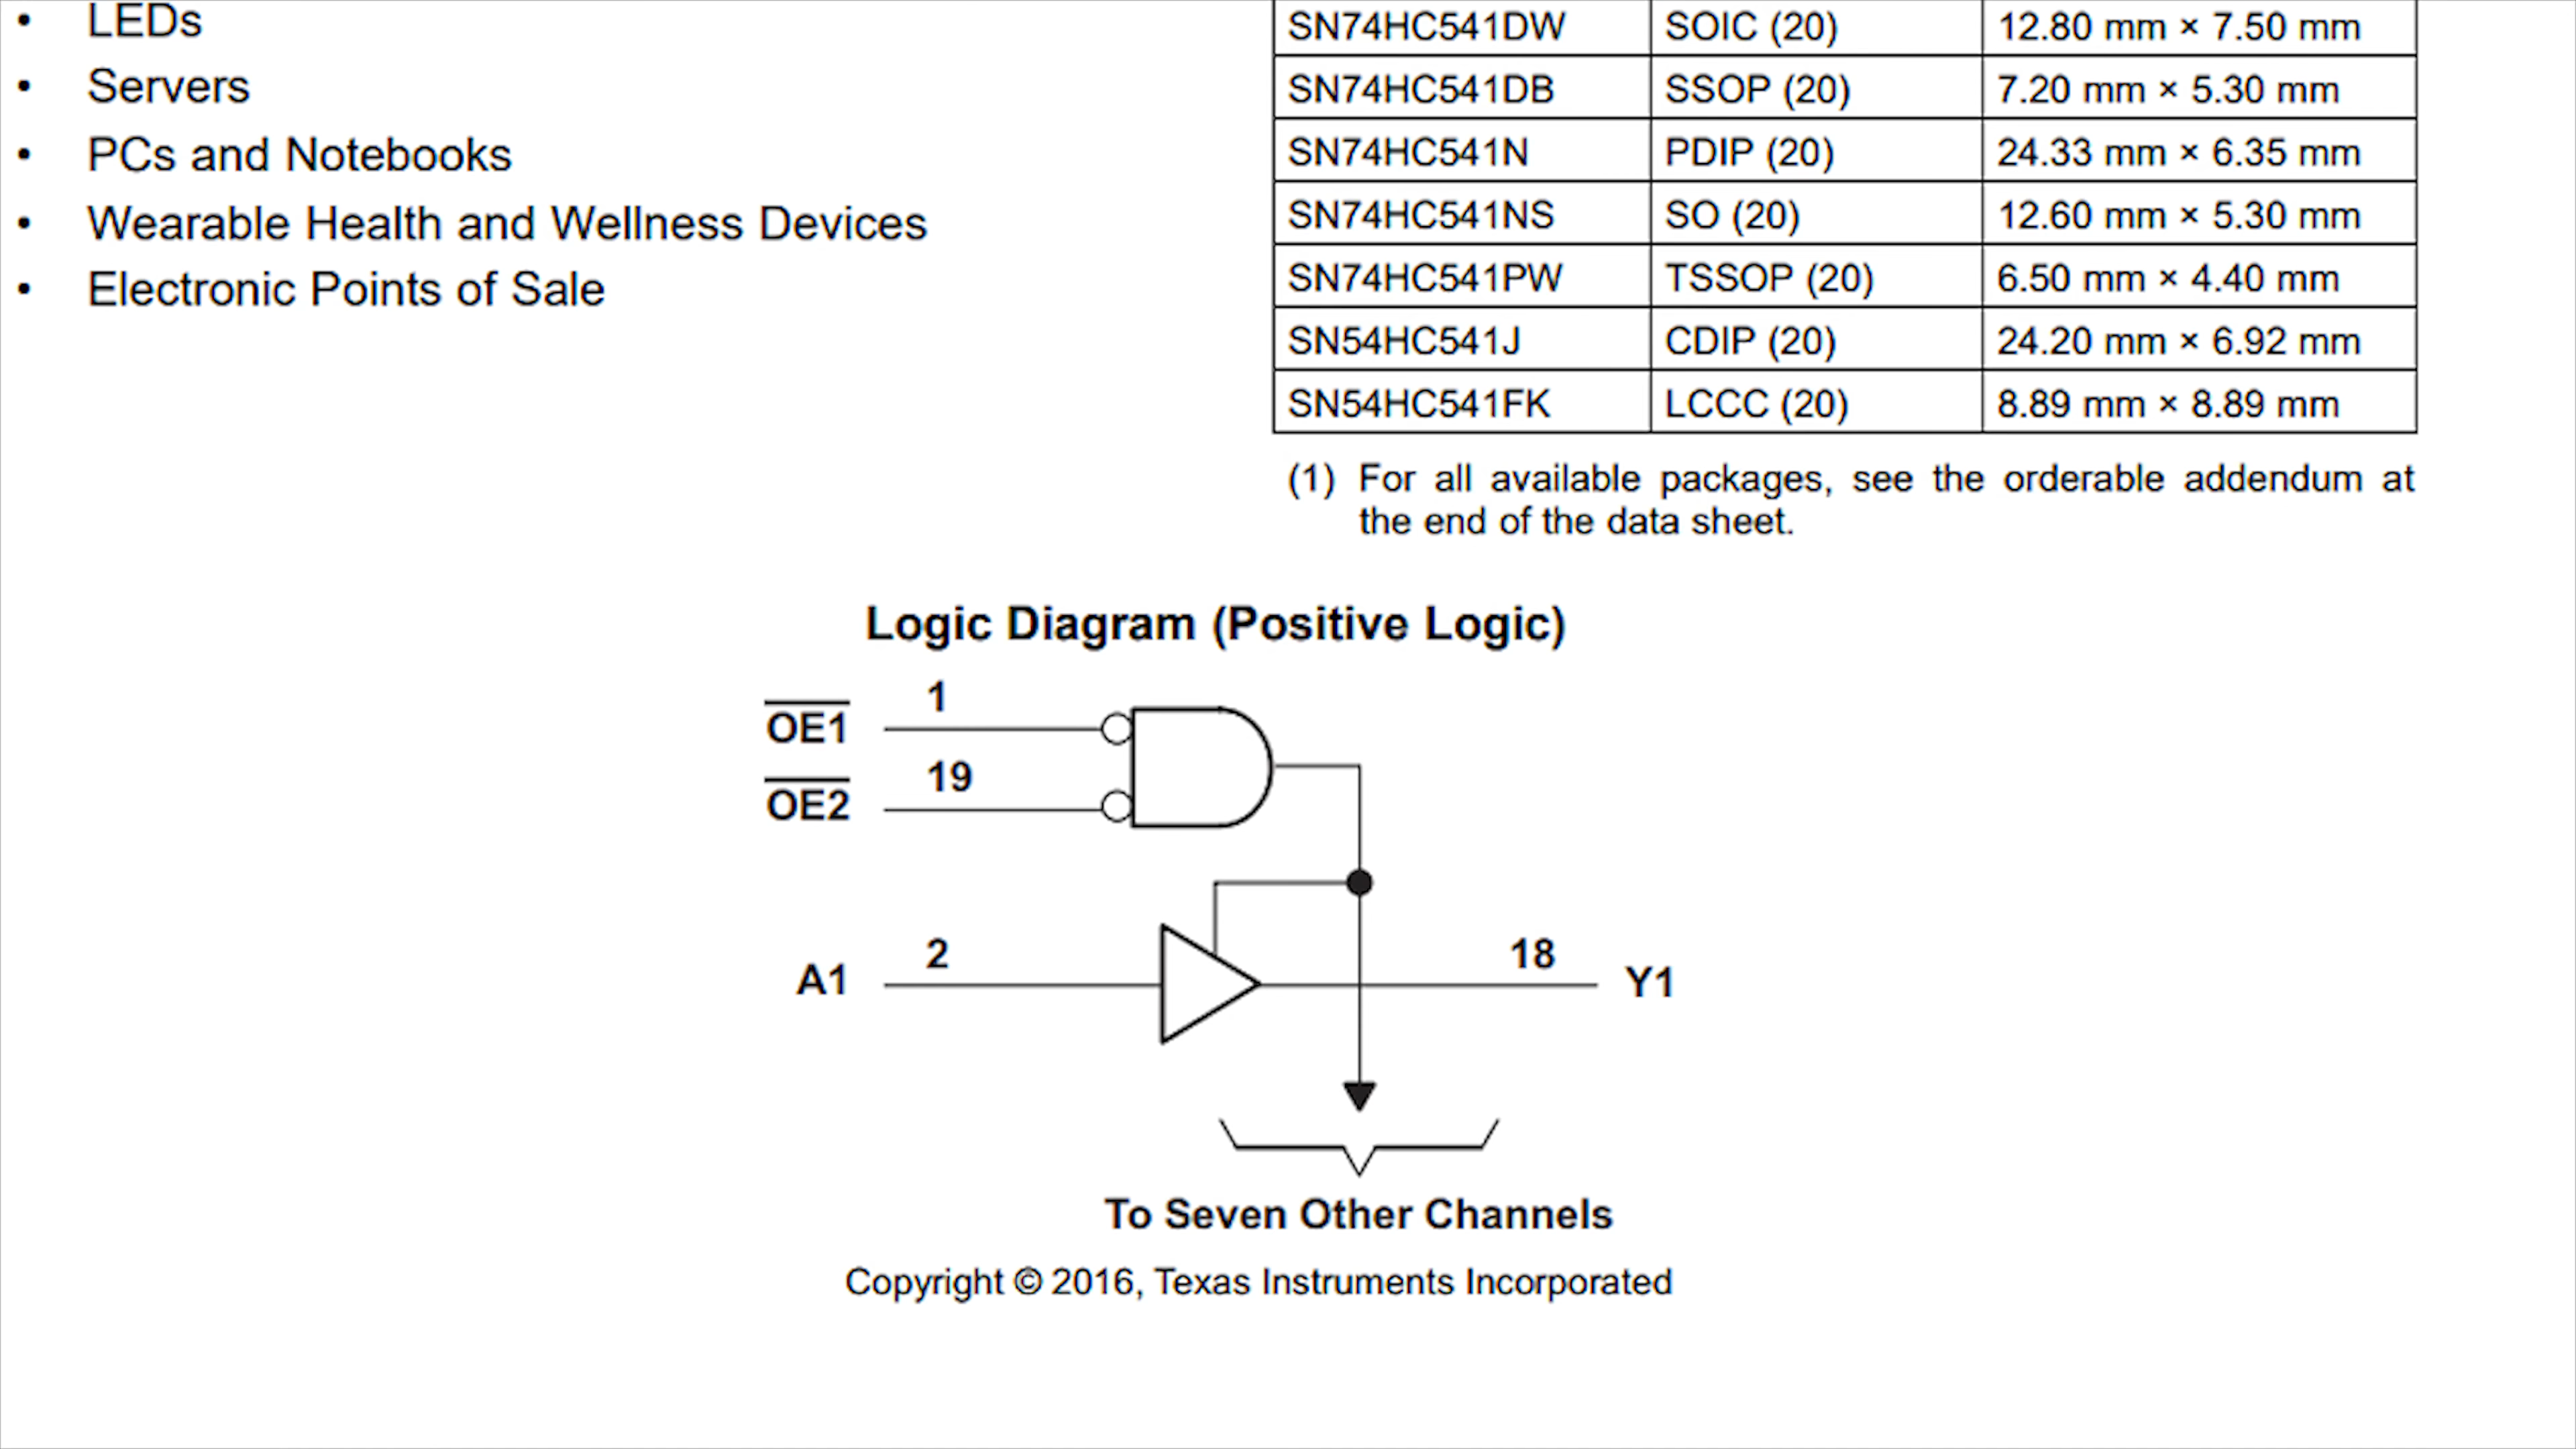 • LEDs
• Servers
• PCs and Notebooks
• Wearable Health and Wellness Devices
• Electronic Points of Sale
SN74HC541DW SOIC (20) 12.80 mm × 7.50 mm
SN74HC541DB SSOP (20) 7.20 mm × 5.30 mm
SN74HC541N PDIP (20) 24.33 mm × 6.35 mm
SN74HC541NS SO (20) 12.60 mm × 5.30 mm
SN74HC541PW TSSOP (20) 6.50 mm × 4.40 mm
SN54HC541J CDIP (20) 24.20 mm × 6.92 mm
SN54HC541FK LCCC (20) 8.89 mm × 8.89 mm
(1) For all available packages, see the orderable addendum at
the end of the data sheet.
Logic Diagram (Positive Logic)
OE1 1
OE2 19
A1 2 18 Y1
To Seven Other Channels
Copyright © 2016, Texas Instruments Incorporated